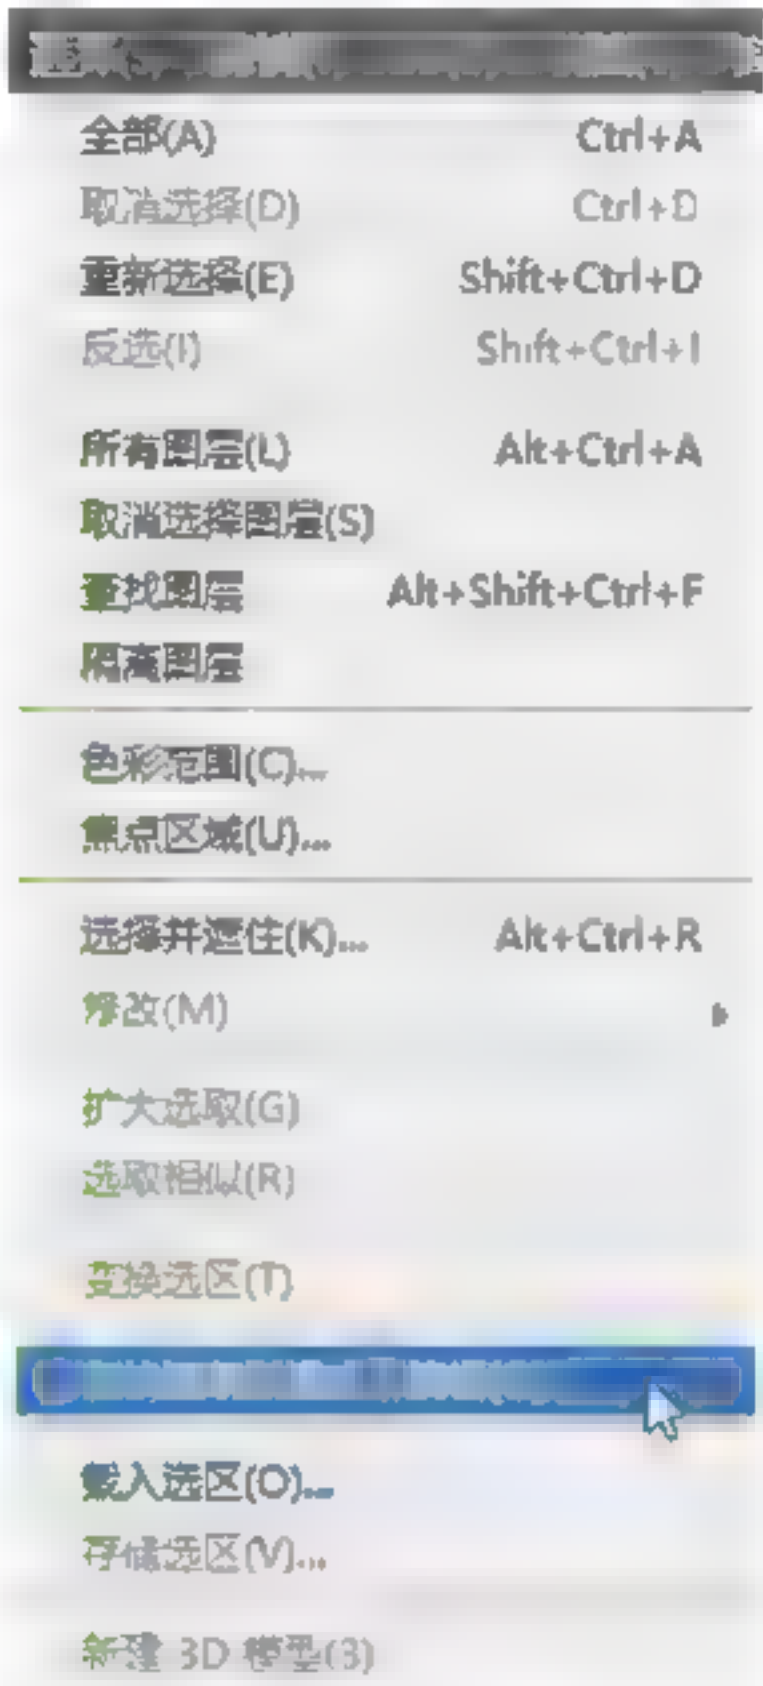 全部(A) Ctrl+A
取消选择(D) Ctrl+D
重新选择(E) Shift+Ctrl+D
反选(I) Shift+Ctrl+I
所有图层(L) Alt+Ctrl+A
取消选择图层(S)
查找图层 Alt+Shift+Ctrl+F
隔离图层
色彩范围(C)...
焦点区域(U)...
选择并遮住(K)... Alt+Ctrl+R
修改(M)
扩大选取(G)
选取相似(R)
变换选区(T)
载入选区(O)...
存储选区(V)...
新建 3D 模型(3)